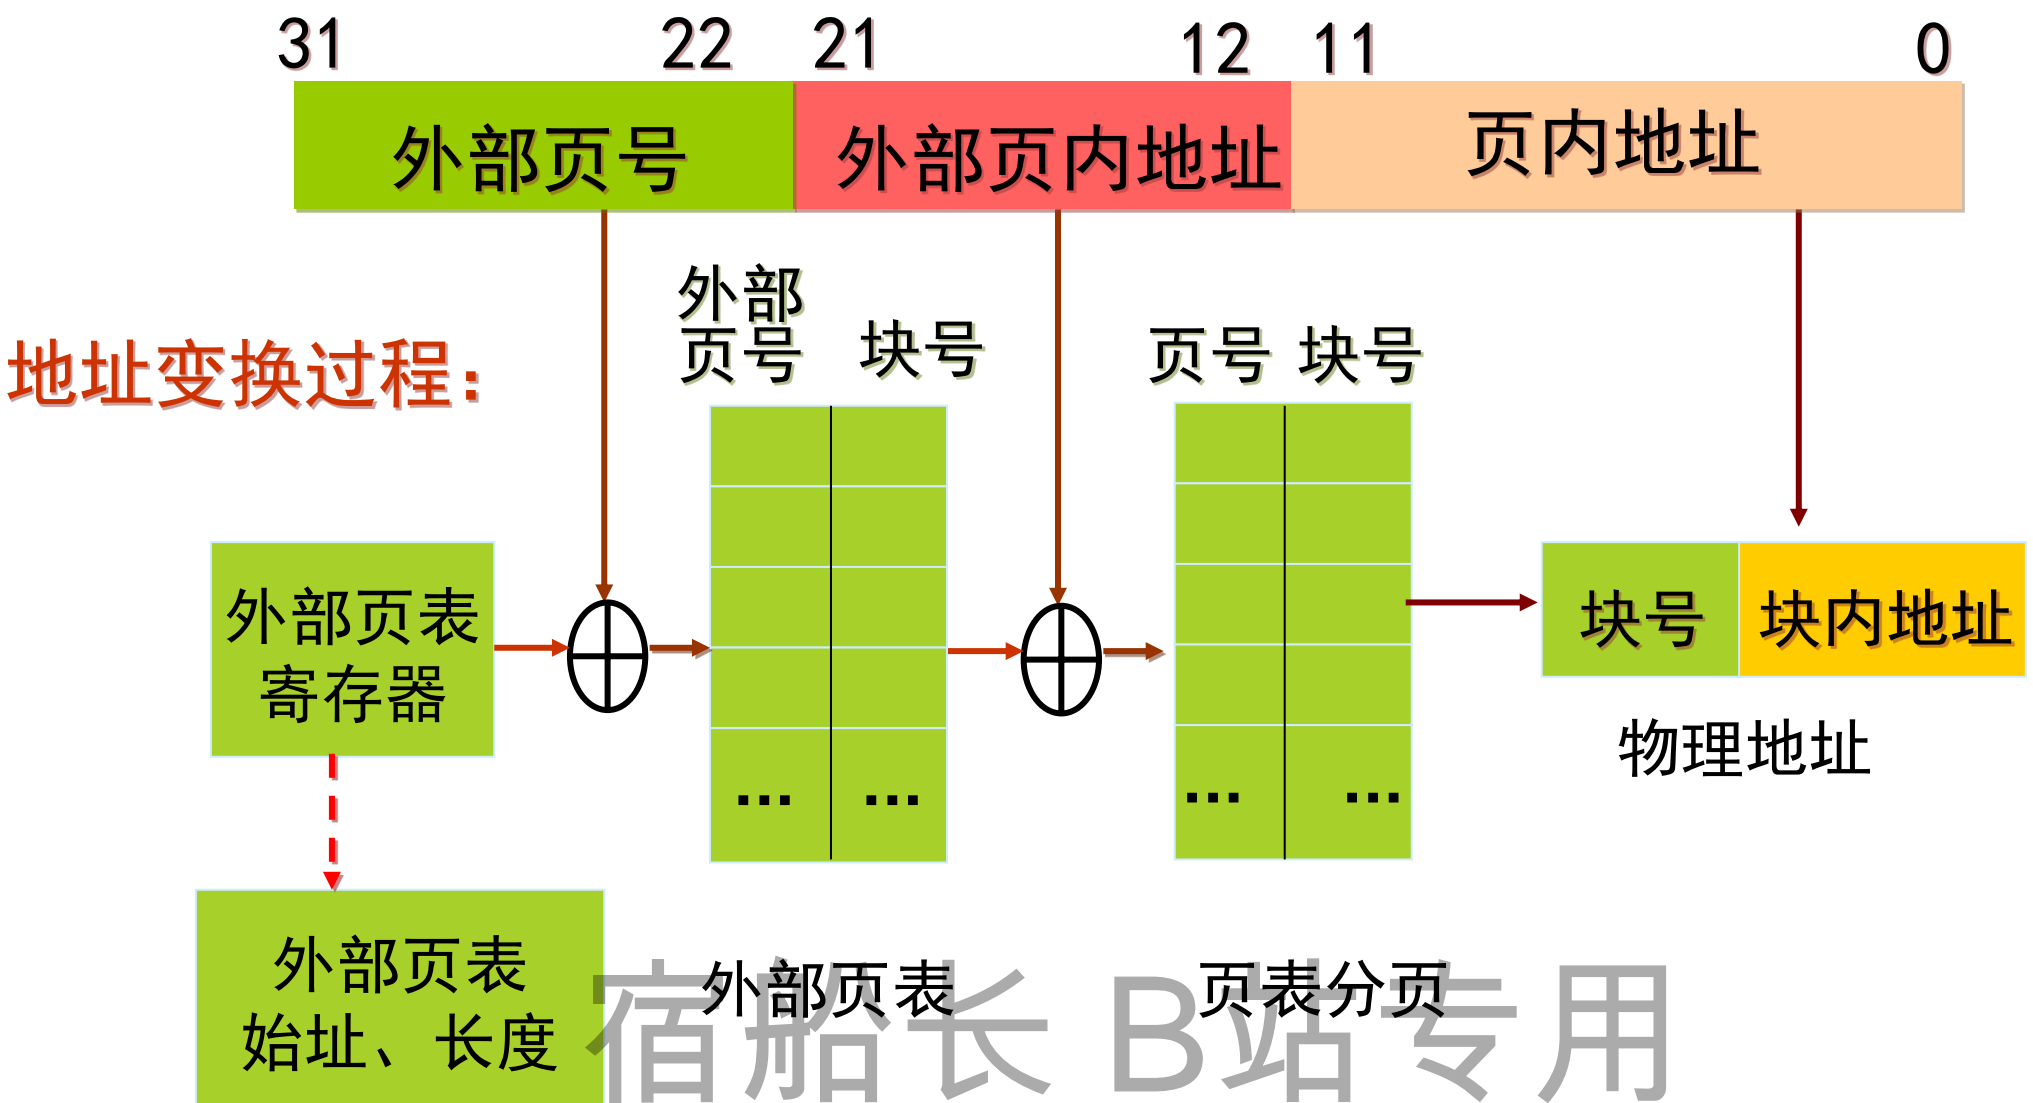 31 22 21 12 11 0
外部页号 外部页内地址 页内地址
地址变换过程:
外部
页号
块号
页号 块号
外部页表
寄存器
... ...
... ...
块号 块内地址
物理地址
外部页表
始址、长度
外部页表
页表分页
宿船长 B站专用